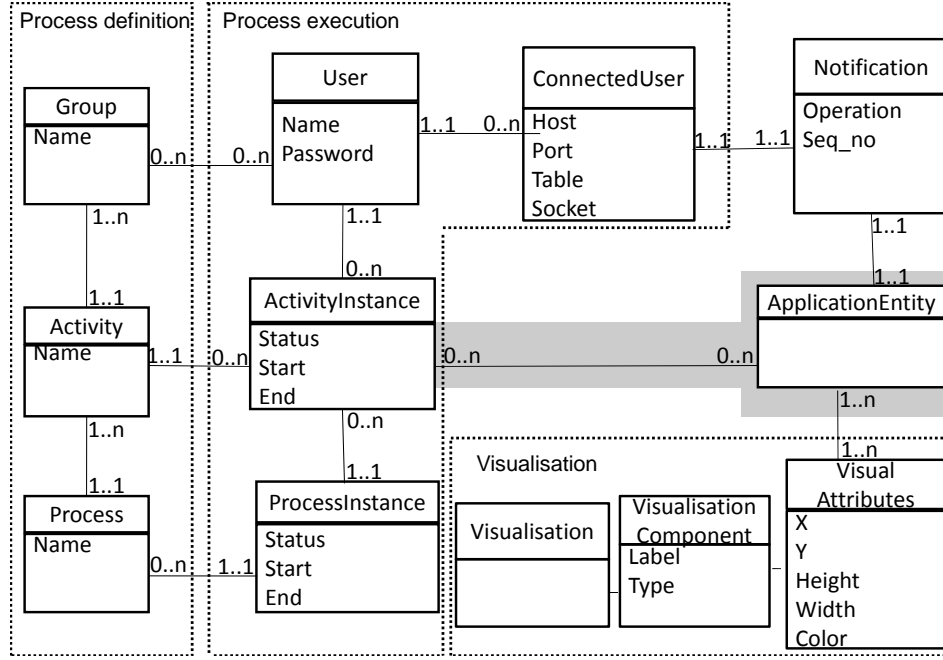 Process definition
Process execution
Group
Name
User
Name
Password
ConnectedUser
Host
Port
Table
Socket
Notification
Operation
Seq_no
0..n
0..n
1..1
0..n
1..1
1..1
1..n
1..1
1..1
0..n
1..1
1..1
Activity
Name
ActivityInstance
Status
Start
End
ApplicationEntity
1..1
0..n
0..n
0..n
1..n
1..1
0..n
1..1
1..n
1..n
Process
Name
ProcessInstance
Status
Start
End
0..n
1..1
Visualisation
Visualisation
Visualisation
Component
Label
Type
Visual
Attributes
X
Y
Height
Width
Color